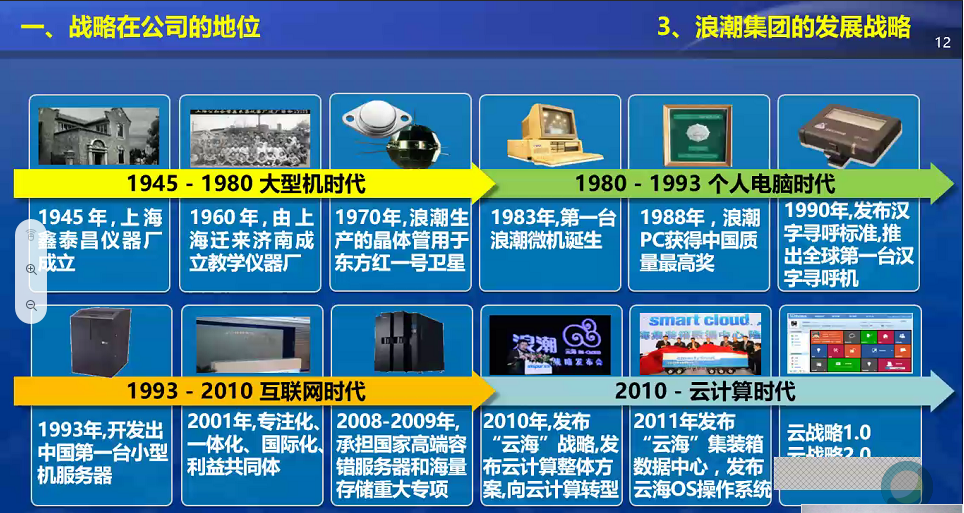 一、战略在公司的地位
3、浪潮集团的发展战略
12
1945 - 1980 大型机时代
1980 - 1993 个人电脑时代
1945年,上海
鑫泰昌仪器厂
成立
1960年,由上
海迁来济南成
立教学仪器厂
1970年,浪潮生
产的晶体管用于
东方红一号卫星
1983年,第一台
浪潮微机诞生
1988年，浪潮
PC获得中国质
量最高奖
1990年,发布汉
字寻呼标准,推
出全球第一台汉
字寻呼机
浪潮
smart cloud
1993 - 2010 互联网时代
2010 - 云计算时代
1993年,开发出
中国第一台小型
机服务器
2001年,专注化、
一体化、国际化、
利益共同体
2008-2009年,
承担国家高端容
错服务器和海量
存储重大专项
2010年,发布
“云海”战略,发
布云计算整体方
案,向云计算转型
2011年发布
“云海”集装箱
数据中心，发布
云海OS操作系统
云战略1.0
云战略2.0